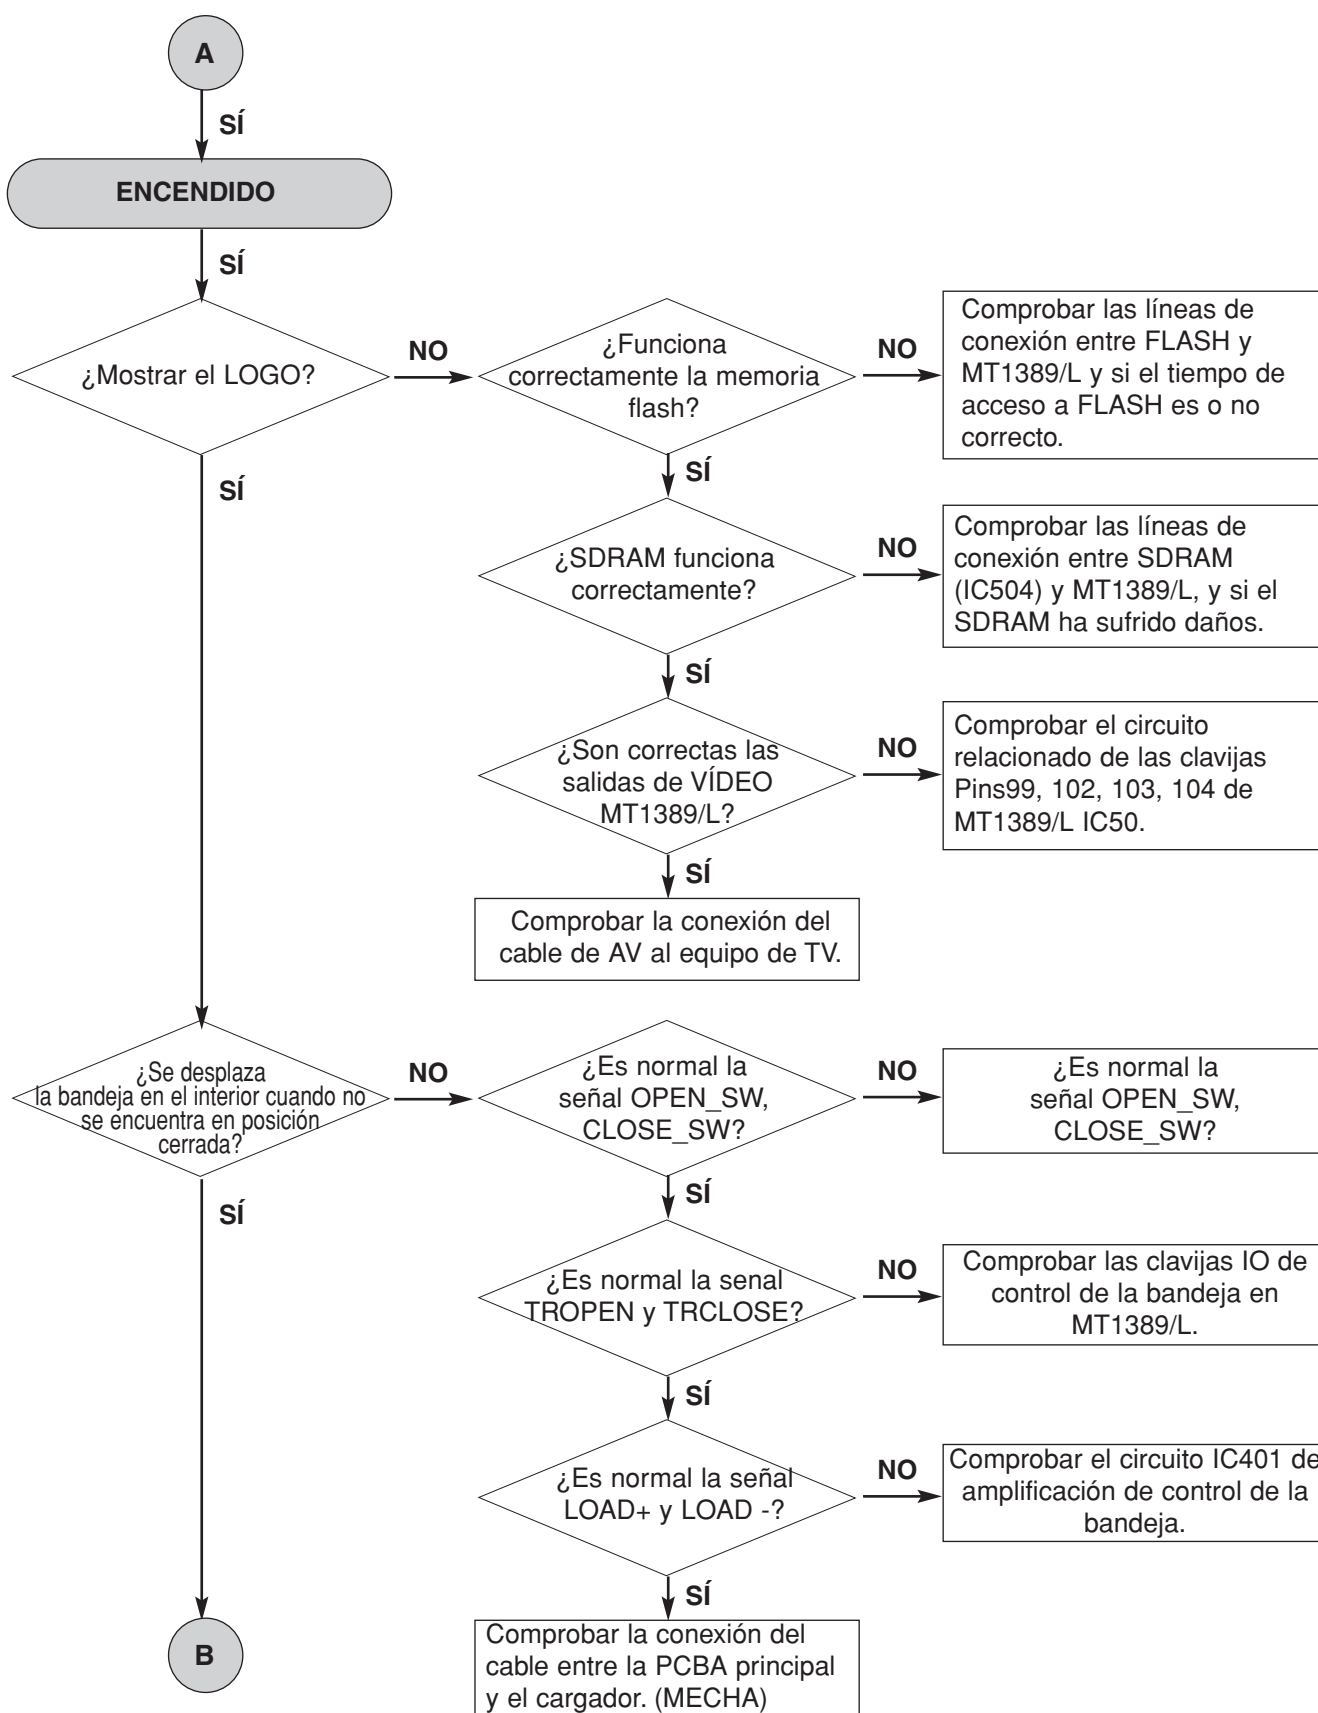 A
SÍ
ENCENDIDO
SÍ
¿Mostrar el LOGO?
NO
¿Funciona
correctamente la memoria
flash?
NO
Comprobar las líneas de
conexión entre FLASH y
MT1389/L y si el tiempo de
acceso a FLASH es o no
correcto.
SÍ
SÍ
¿SDRAM funciona
correctamente?
NO
Comprobar las líneas de
conexión entre SDRAM
(IC504) y MT1389/L, y si el
SDRAM ha sufrido daños.
SÍ
¿Son correctas las
salidas de VÍDEO
MT1389/L?
NO
Comprobar el circuito
relacionado de las clavijas
Pins99, 102, 103, 104 de
MT1389/L IC50.
SÍ
Comprobar la conexión del
cable de AV al equipo de TV.
¿Se desplaza
la bandeja en el interior cuando no
se encuentra en posición
cerrada?
NO
¿Es normal la
señal OPEN_SW,
CLOSE_SW?
NO
¿Es normal la
señal OPEN_SW,
CLOSE_SW?
SÍ
SÍ
¿Es normal la senal
TROPEN y TRCLOSE?
NO
Comprobar las clavijas IO de
control de la bandeja en
MT1389/L.
SÍ
¿Es normal la señal
LOAD+ y LOAD -?
NO
Comprobar el circuito IC401 de
amplificación de control de la
bandeja.
SÍ
Comprobar la conexión del
cable entre la PCBA principal
y el cargador. (MECHA)
B